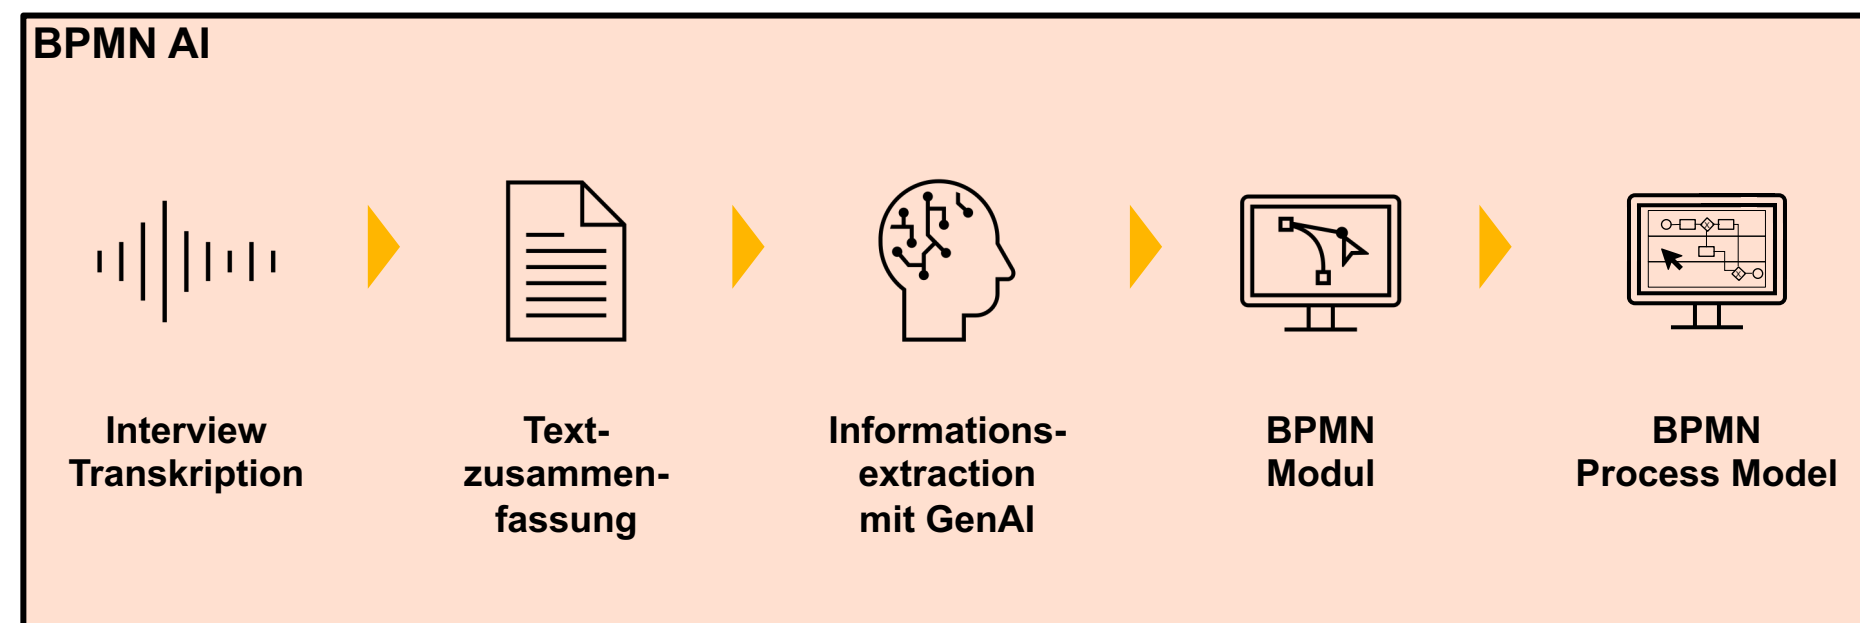 BPMN AI
Interview
Transkription
Text-
zusammen-
fassung
Informations-
extraction
mit GenAI
BPMN
Modul
BPMN
Process Model